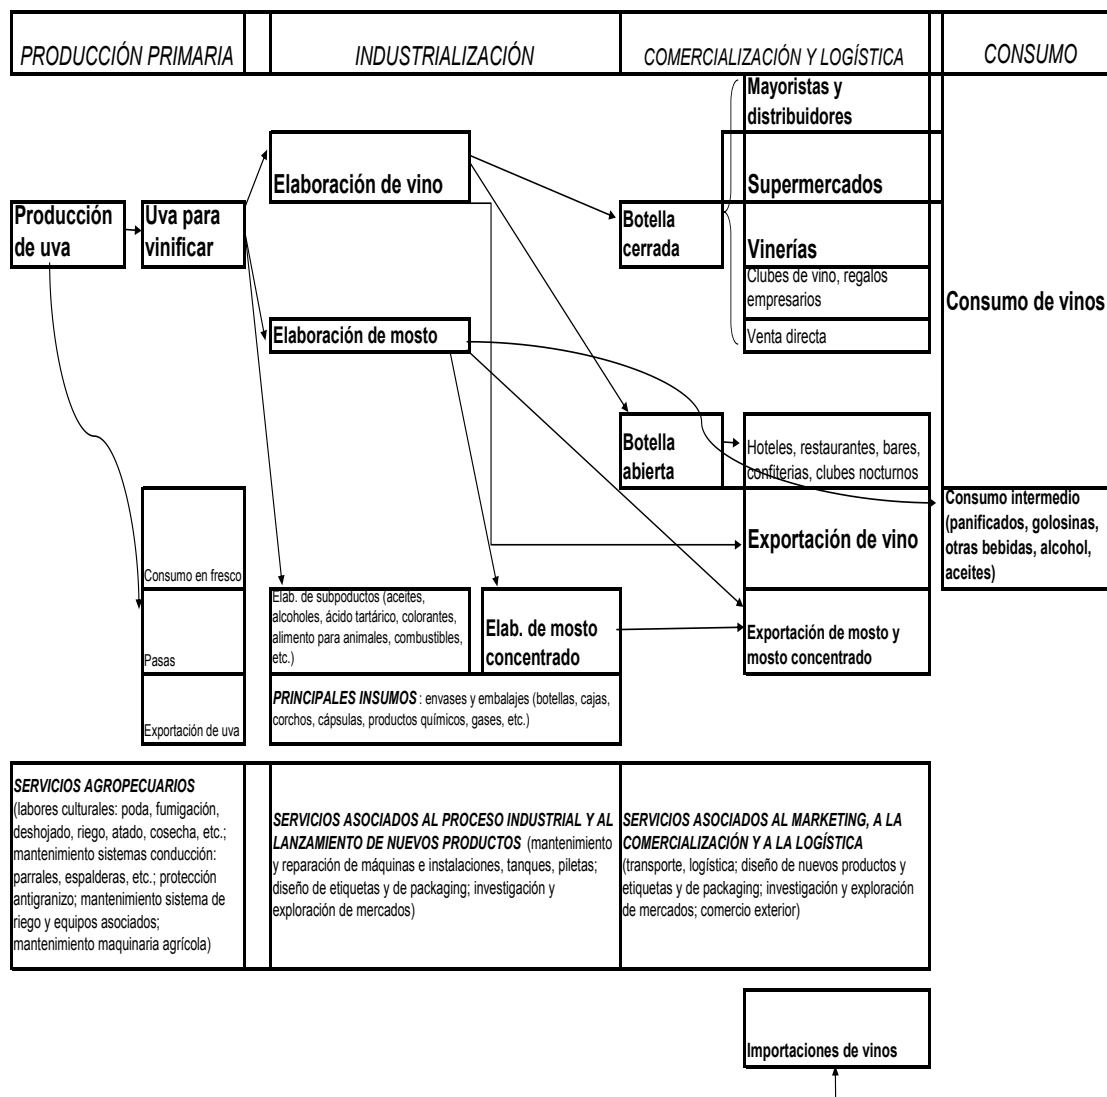 PRODUCCIÓN PRIMARIA
INDUSTRIALIZACIÓN
COMERCIALIZACIÓN Y LOGÍSTICA
CONSUMO
Mayoristas y
distribuidores
Elaboración de vino
Supermercados
Producción
de uva
Uva para
vinificar
Botella
cerrada
Vinerías
Clubes de vino, regalos
empresarios
Consumo de vinos
Elaboración de mosto
Venta directa
Botella
abierta
Hoteles, restaurantes, bares,
confiterias, clubes nocturnos
Consumo intermedio
(panificados, golosinas,
otras bebidas, alcohol,
aceites)
Exportación de vino
Consumo en fresco
Elab. de subpoductos (aceites,
alcoholes, ácido tartárico, colorantes,
alimento para animales, combustibles,
etc.)
Elab. de mosto
concentrado
Exportación de mosto y
mosto concentrado
Pasas
PRINCIPALES INSUMOS : envases y embalajes (botellas, cajas,
corchos, cápsulas, productos químicos, gases, etc.)
Exportación de uva
SERVICIOS AGROPECUARIOS
(labores culturales: poda, fumigación,
deshojado, riego, atado, cosecha, etc.;
mantenimiento sistemas conducción:
parrales, espalderas, etc.; protección
antigranizo; mantenimiento sistema de
riego y equipos asociados;
mantenimiento maquinaria agrícola)
SERVICIOS ASOCIADOS AL PROCESO INDUSTRIAL Y AL
LANZAMIENTO DE NUEVOS PRODUCTOS (mantenimiento
y reparación de máquinas e instalaciones, tanques, piletas;
diseño de etiquetas y de packaging; investigación y
exploración de mercados)
SERVICIOS ASOCIADOS AL MARKETING, A LA
COMERCIALIZACIÓN Y A LA LOGÍSTICA
(transporte, logística; diseño de nuevos productos y
etiquetas y de packaging; investigación y exploración
de mercados; comercio exterior)
Importaciones de vinos